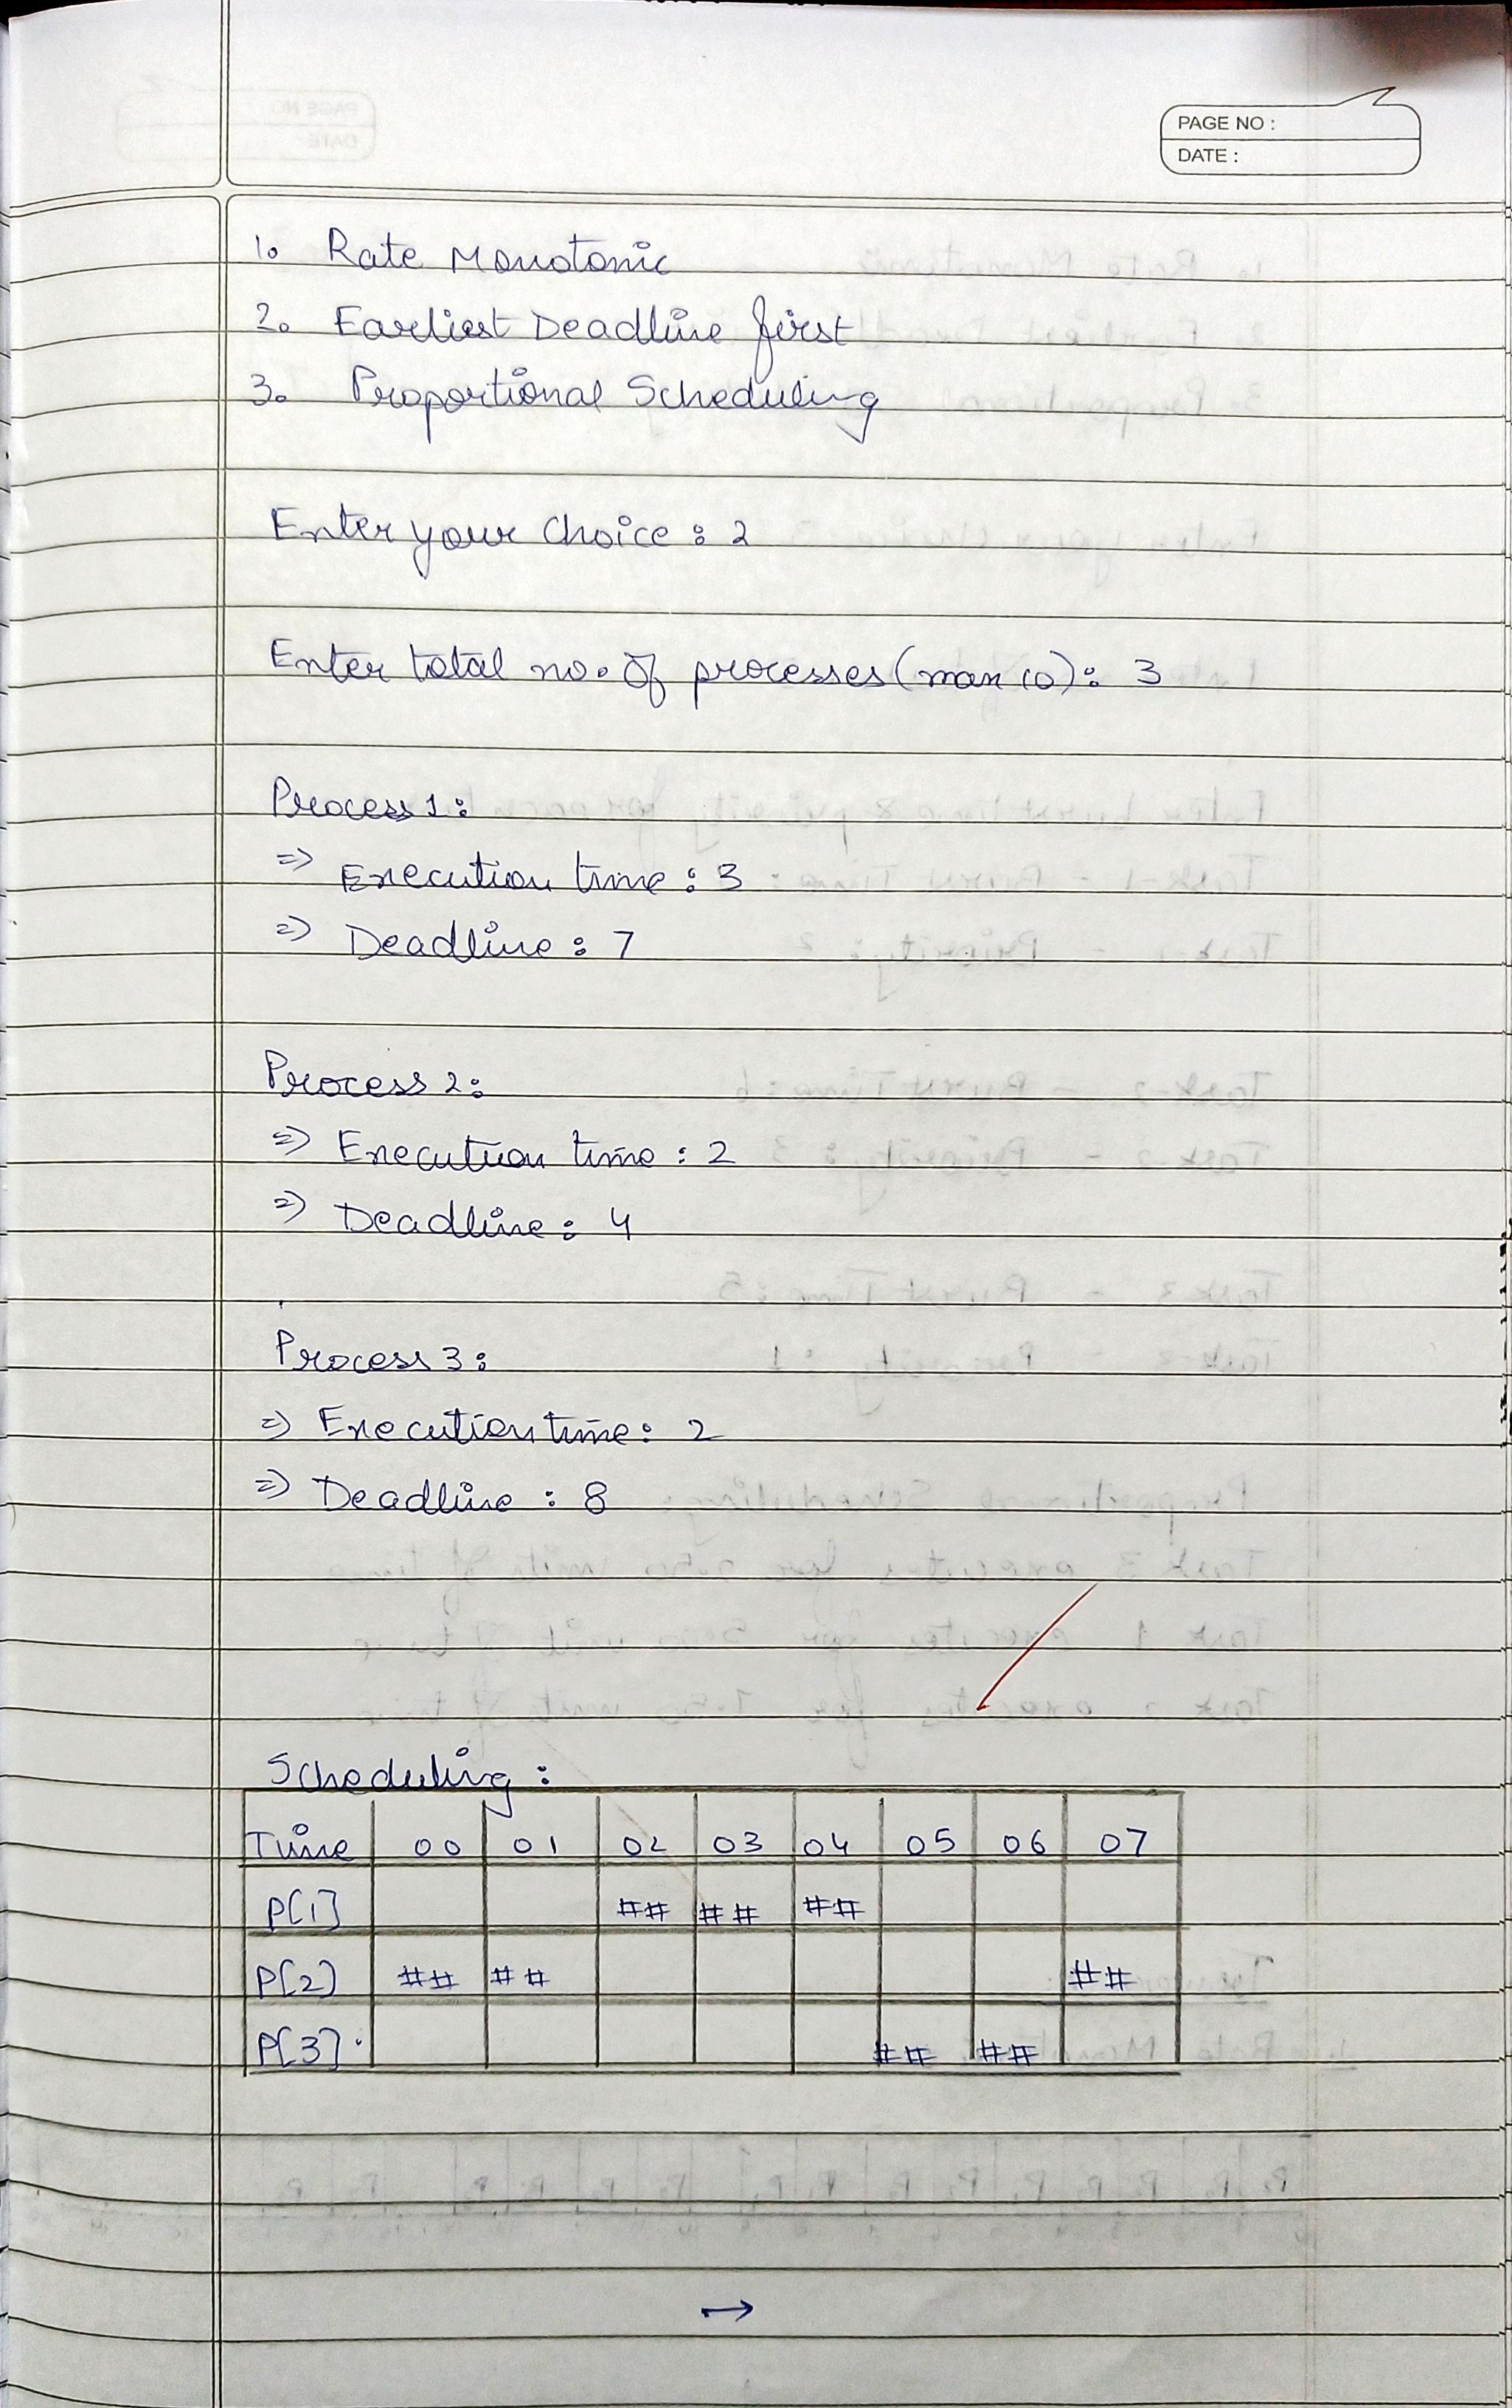 PAGE NO :
DATE :
1. Rate Monotonic
2. Earliest Deadline first
3. Proportional Scheduling
Enter your choice : 2
Enter total no. of processes (max 10) : 3
Process 1 :
=> Execution time : 3
=> Deadline : 7
Process 2 :
=> Execution time : 2
=> Deadline : 4
Process 3 :
=> Execution time : 2
=> Deadline : 8
Scheduling :
Time 00 01 02 03 04 05 06 07
P[1] ## ## ##
P[2] ## ## ##
P[3] ## ##
→